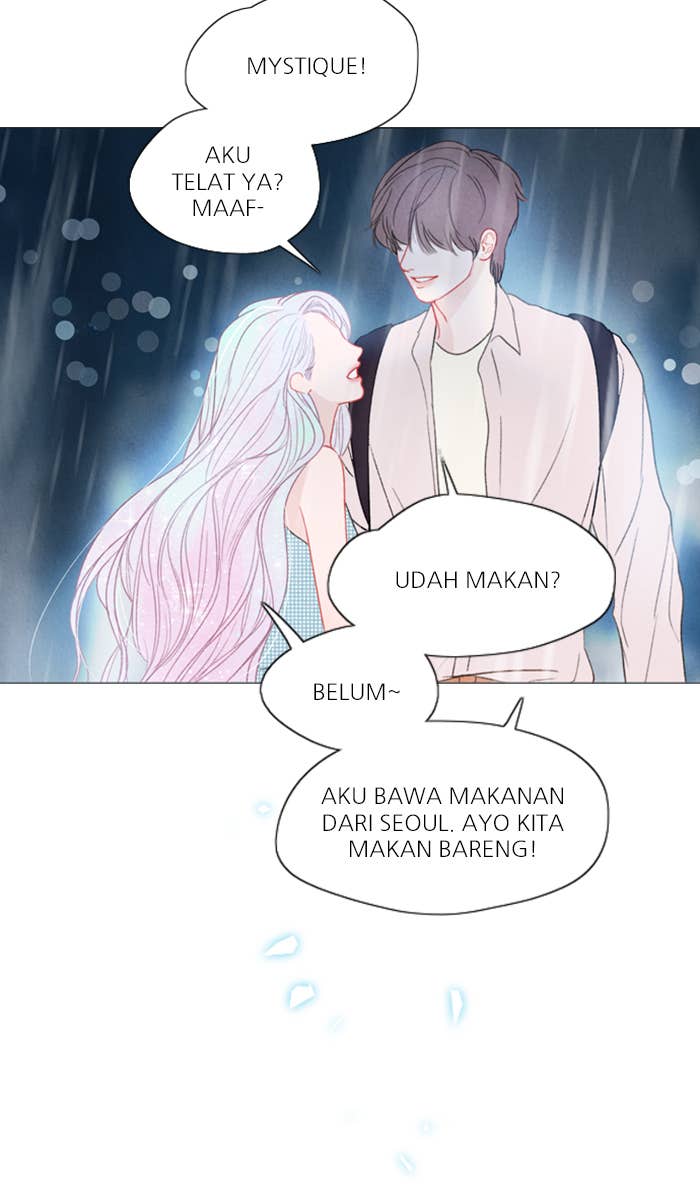 MYSTIQUE!
AKU
TELAT YA?
MAAF-
UDAH MAKAN?
BELUM~
AKU BAWA MAKANAN
DARI SEOUL. AYO KITA
MAKAN BARENG!